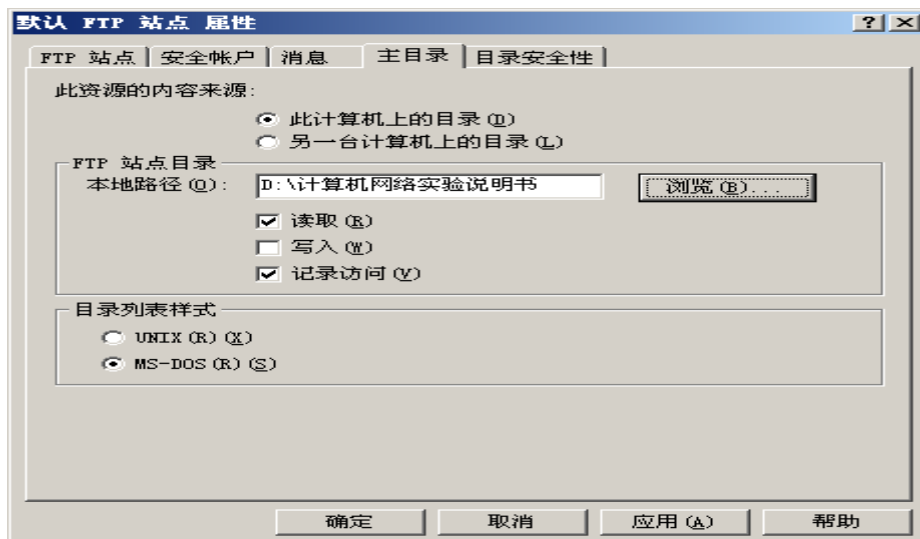 默认 FTP 站点 属性
FTP 站点 安全帐户 消息 主目录 目录安全性
此资源的内容来源:
此计算机上的目录(D)
另一台计算机上的目录(L)
FTP 站点目录
本地路径(O): D:\计算机网络实验说明书 浏览(B)...
读取(R)
写入(W)
记录访问(V)
目录列表样式
UNIX(R)(X)
MS-DOS(R)(S)
确定 取消 应用(A) 帮助